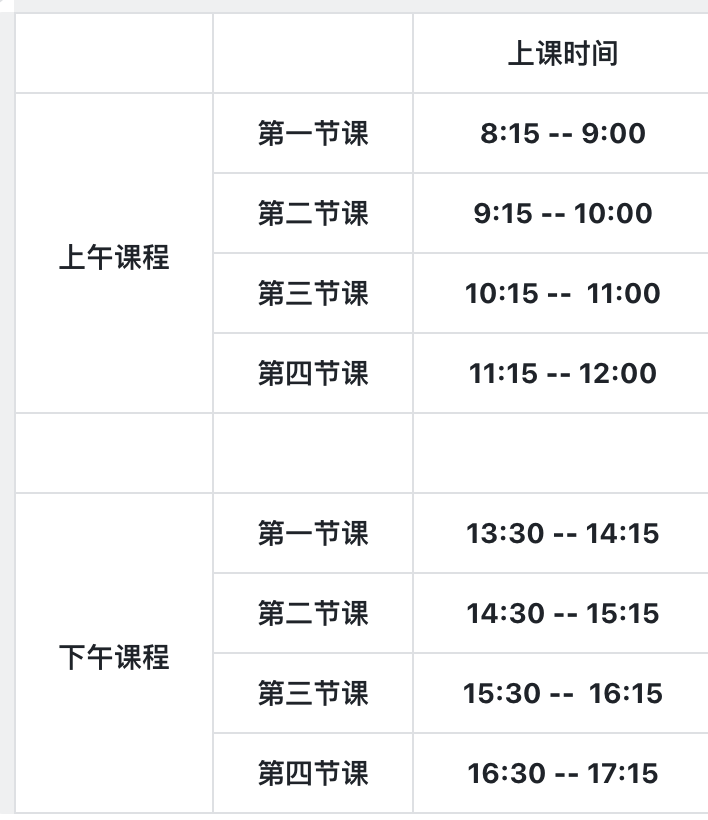 上课时间
上午课程
第一节课 8:15 -- 9:00
第二节课 9:15 -- 10:00
第三节课 10:15 --  11:00
第四节课 11:15 -- 12:00
下午课程
第一节课 13:30 -- 14:15
第二节课 14:30 -- 15:15
第三节课 15:30 --  16:15
第四节课 16:30 -- 17:15